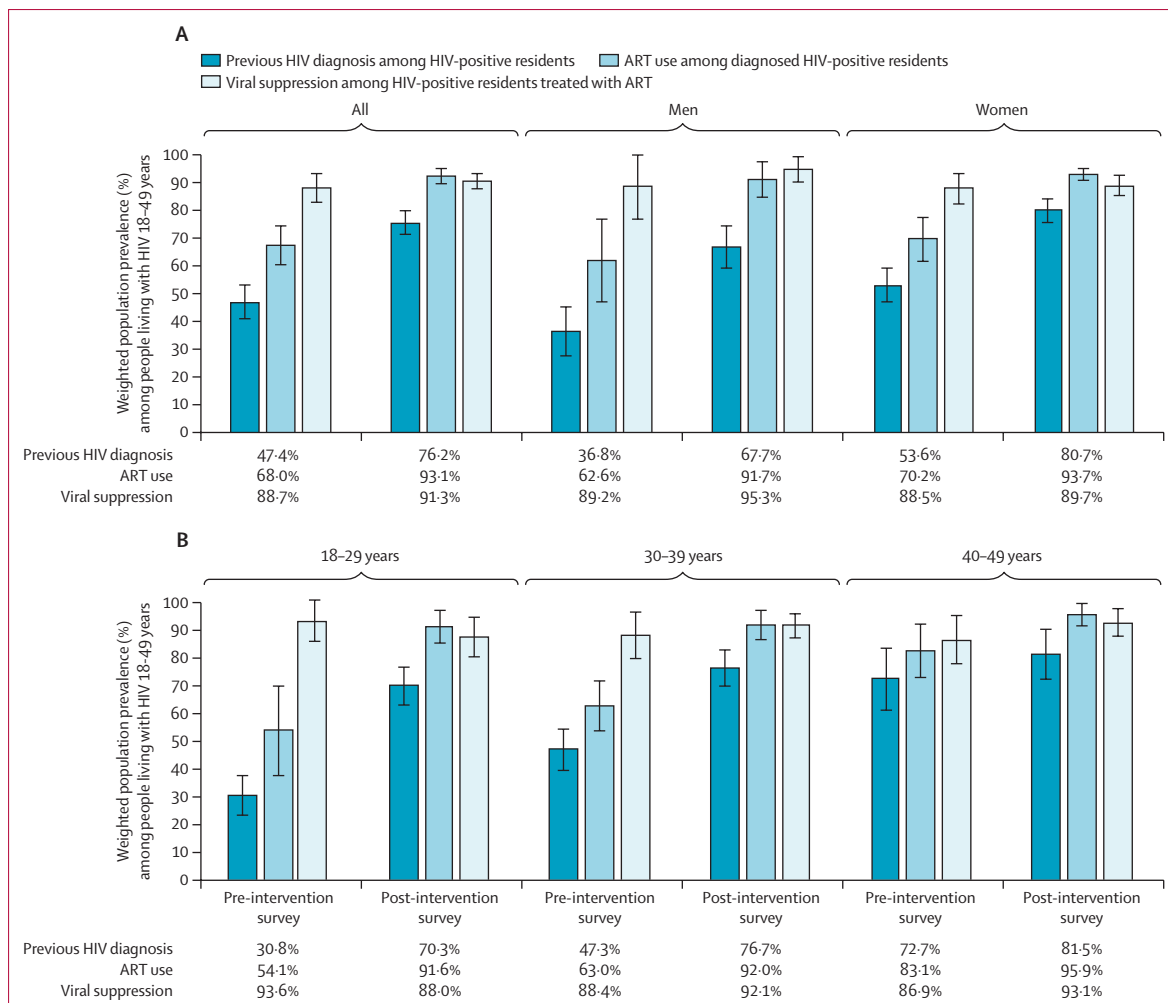 A
Previous HIV diagnosis among HIV-positive residents ART use among diagnosed HIV-positive residents
Viral suppression among HIV-positive residents treated with ART
All Men Women
Weighted population prevalence (%)
among people living with HIV 18–49 years
100
90
80
70
60
50
40
30
20
10
0
Previous HIV diagnosis 47·4% 76·2% 36·8% 67·7% 53·6% 80·7%
ART use 68·0% 93·1% 62·6% 91·7% 70·2% 93·7%
Viral suppression 88·7% 91·3% 89·2% 95·3% 88·5% 89·7%
B
18–29 years 30–39 years 40–49 years
Weighted population prevalence (%)
among people living with HIV 18-49 years
100
90
80
70
60
50
40
30
20
10
0
Pre-intervention Post-intervention Pre-intervention Post-intervention Pre-intervention Post-intervention
survey survey survey survey survey survey
Previous HIV diagnosis 30·8% 70·3% 47·3% 76·7% 72·7% 81·5%
ART use 54·1% 91·6% 63·0% 92·0% 83·1% 95·9%
Viral suppression 93·6% 88·0% 88·4% 92·1% 86·9% 93·1%